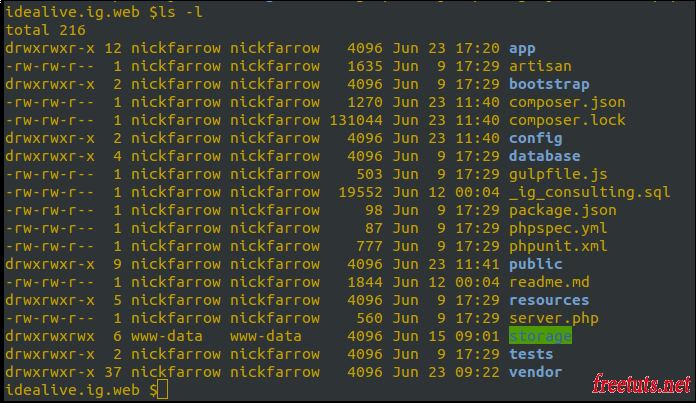 idealive.ig.web $ls -l
total 216
drwxrwxr-x 12 nickfarrow nickfarrow   4096 Jun 23 17:20 app
-rw-rw-r--  1 nickfarrow nickfarrow   1635 Jun  9 17:29 artisan
drwxrwxr-x  2 nickfarrow nickfarrow   4096 Jun  9 17:29 bootstrap
-rw-rw-r--  1 nickfarrow nickfarrow   1270 Jun 23 11:40 composer.json
-rw-rw-r--  1 nickfarrow nickfarrow 131044 Jun 23 11:40 composer.lock
drwxrwxr-x  2 nickfarrow nickfarrow   4096 Jun 23 11:40 config
drwxrwxr-x  4 nickfarrow nickfarrow   4096 Jun  9 17:29 database
-rw-rw-r--  1 nickfarrow nickfarrow    503 Jun  9 17:29 gulpfile.js
-rw-rw-r--  1 nickfarrow nickfarrow  19552 Jun 12 00:04 _ig_consulting.sql
-rw-rw-r--  1 nickfarrow nickfarrow     98 Jun  9 17:29 package.json
-rw-rw-r--  1 nickfarrow nickfarrow     87 Jun  9 17:29 phpspec.yml
-rw-rw-r--  1 nickfarrow nickfarrow    777 Jun  9 17:29 phpunit.xml
drwxrwxr-x  9 nickfarrow nickfarrow   4096 Jun 23 11:41 public
-rw-rw-r--  1 nickfarrow nickfarrow   1844 Jun 12 00:04 readme.md
drwxrwxr-x  5 nickfarrow nickfarrow   4096 Jun  9 17:29 resources
-rw-rw-r--  1 nickfarrow nickfarrow    560 Jun  9 17:29 server.php
drwxrwxrwx  6 www-data   www-data     4096 Jun 15 09:01 storage
drwxrwxr-x  2 nickfarrow nickfarrow   4096 Jun  9 17:29 tests
drwxrwxr-x 37 nickfarrow nickfarrow   4096 Jun 23 09:22 vendor
idealive.ig.web $
freetuts.net